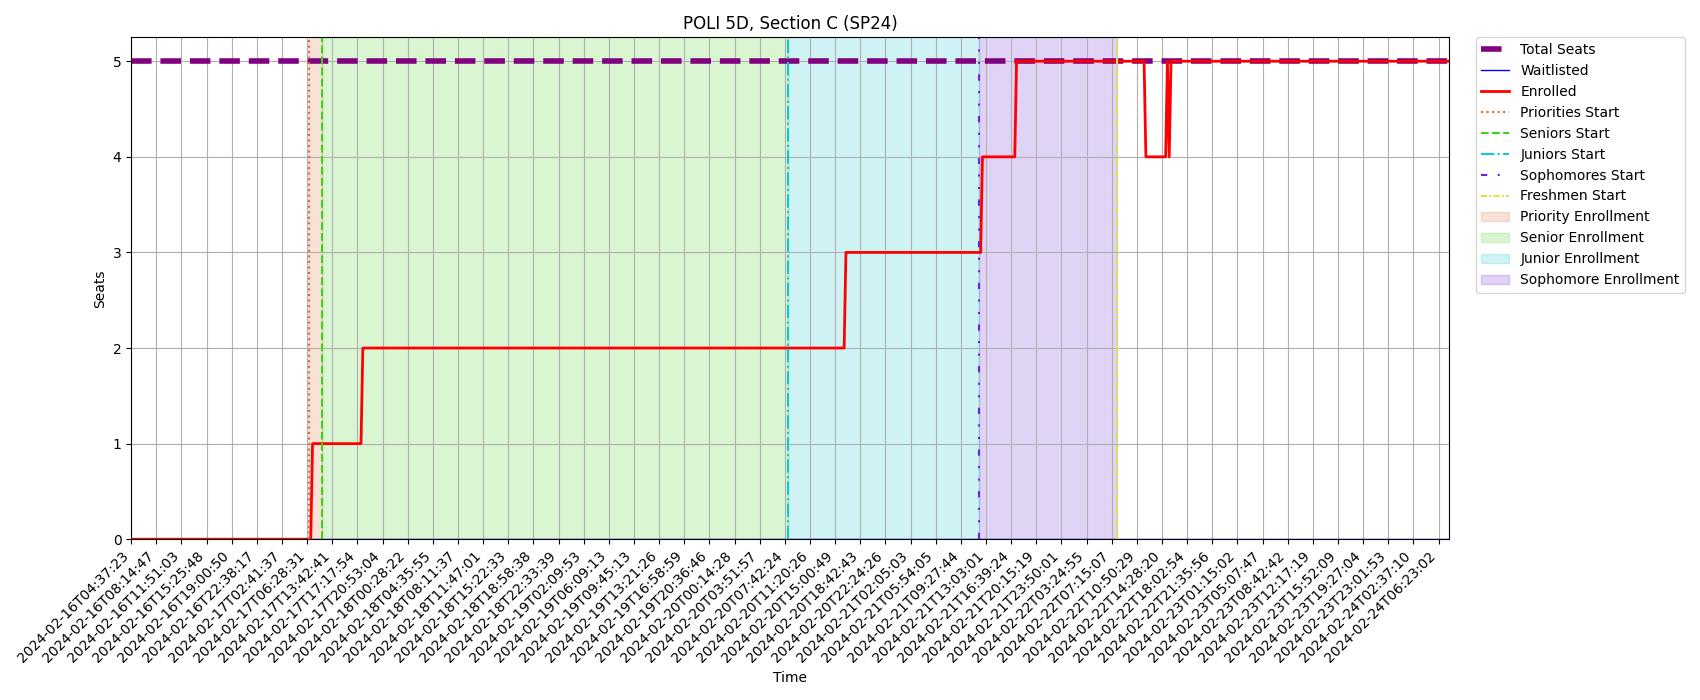 POLI 5D, Section C (SP24)
5
4
3
2
1
0
Seats
2024-02-16T04:37:23
2024-02-16T08:14:47
2024-02-16T11:51:03
2024-02-16T15:25:48
2024-02-16T19:00:50
2024-02-16T22:38:17
2024-02-17T02:41:37
2024-02-17T06:28:31
2024-02-17T13:42:41
2024-02-17T17:17:54
2024-02-17T20:53:04
2024-02-18T00:28:22
2024-02-18T04:35:55
2024-02-18T08:11:37
2024-02-18T11:47:01
2024-02-18T15:22:33
2024-02-18T18:58:38
2024-02-18T22:33:39
2024-02-19T02:09:53
2024-02-19T06:09:13
2024-02-19T09:45:13
2024-02-19T13:21:26
2024-02-19T16:58:59
2024-02-19T20:36:46
2024-02-20T00:14:28
2024-02-20T03:51:57
2024-02-20T07:42:24
2024-02-20T11:20:26
2024-02-20T15:00:49
2024-02-20T18:42:43
2024-02-20T22:24:26
2024-02-21T02:05:03
2024-02-21T05:54:05
2024-02-21T09:27:44
2024-02-21T13:03:01
2024-02-21T16:39:24
2024-02-21T20:15:19
2024-02-21T23:50:01
2024-02-22T03:24:55
2024-02-22T07:15:07
2024-02-22T10:50:29
2024-02-22T14:28:20
2024-02-22T18:02:54
2024-02-22T21:35:56
2024-02-23T01:15:02
2024-02-23T05:07:47
2024-02-23T08:42:42
2024-02-23T12:17:19
2024-02-23T15:52:09
2024-02-23T19:27:04
2024-02-23T23:01:53
2024-02-24T02:37:10
2024-02-24T06:23:02
Time
Total Seats
Waitlisted
Enrolled
Priorities Start
Seniors Start
Juniors Start
Sophomores Start
Freshmen Start
Priority Enrollment
Senior Enrollment
Junior Enrollment
Sophomore Enrollment